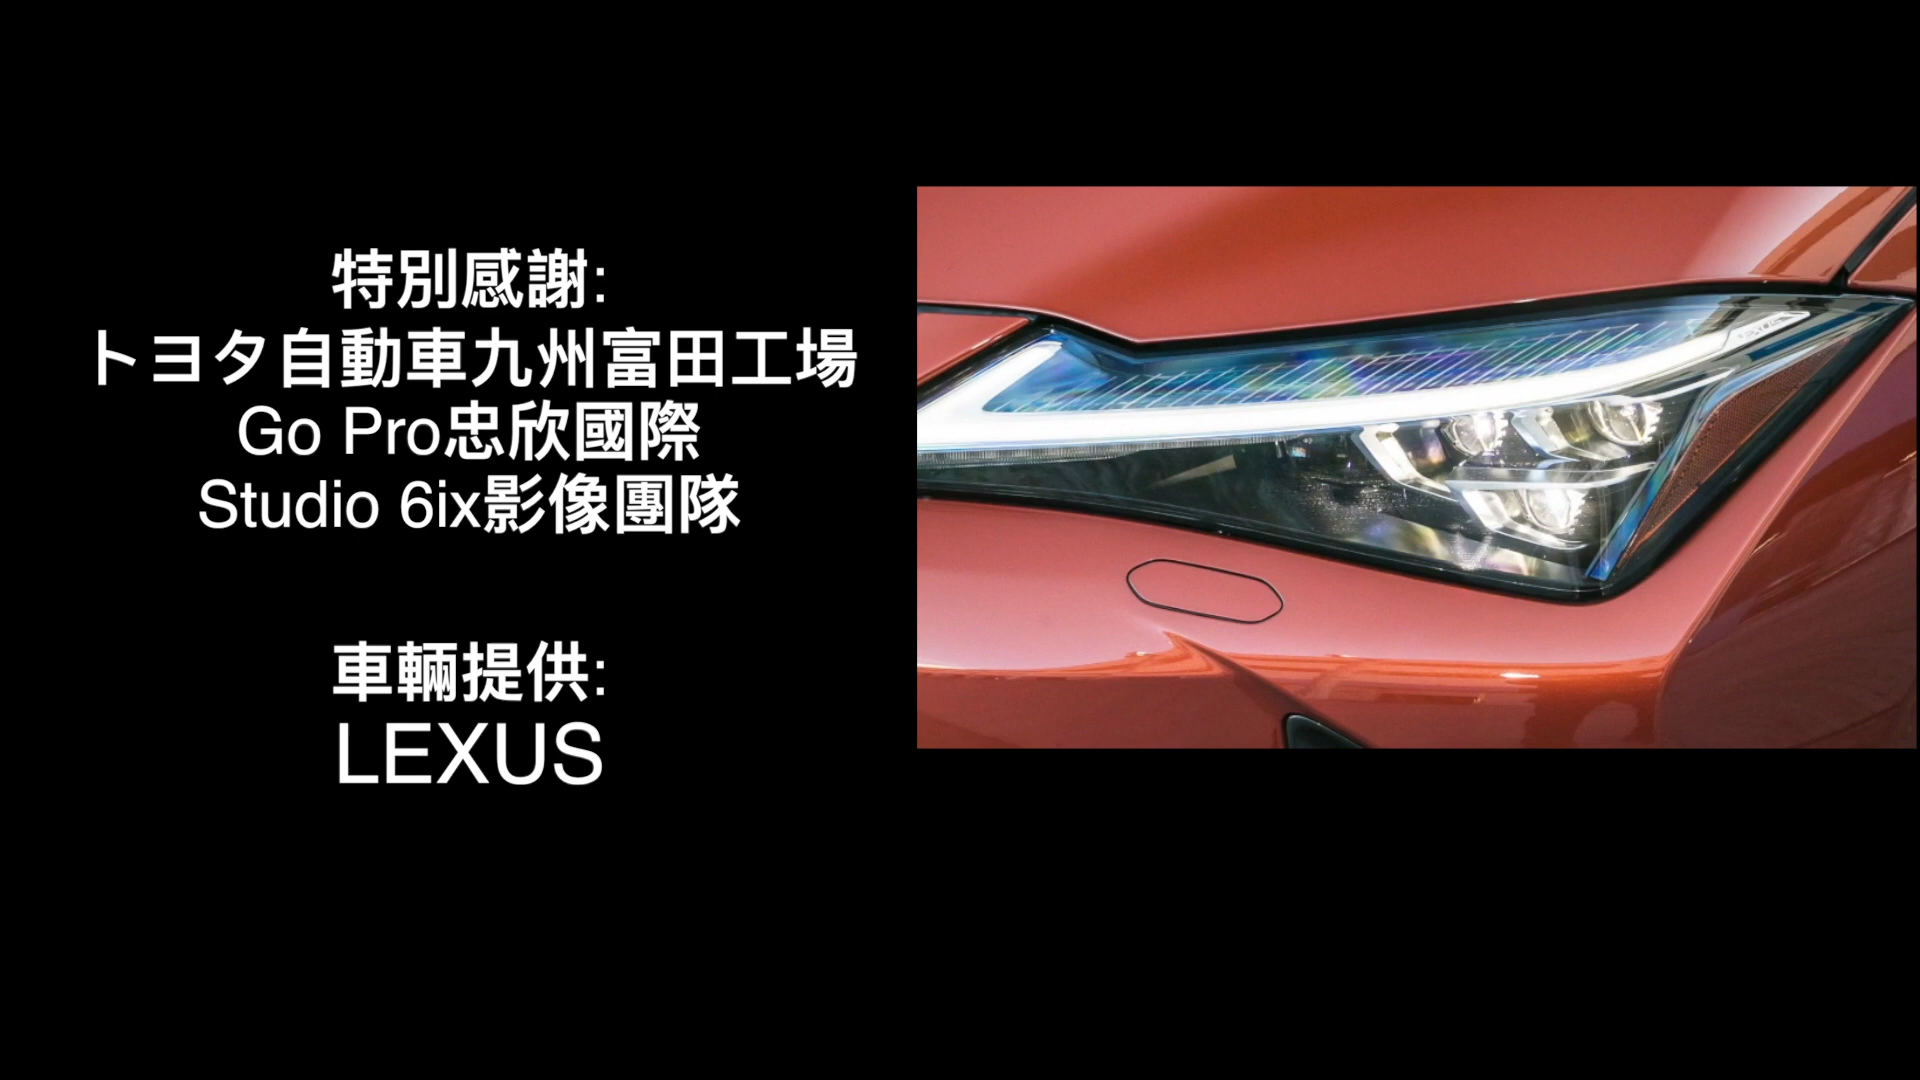 特別感謝:
トヨタ自動車九州富田工場
Go Pro忠欣國際
Studio 6ix影像團隊
車輛提供:
LEXUS